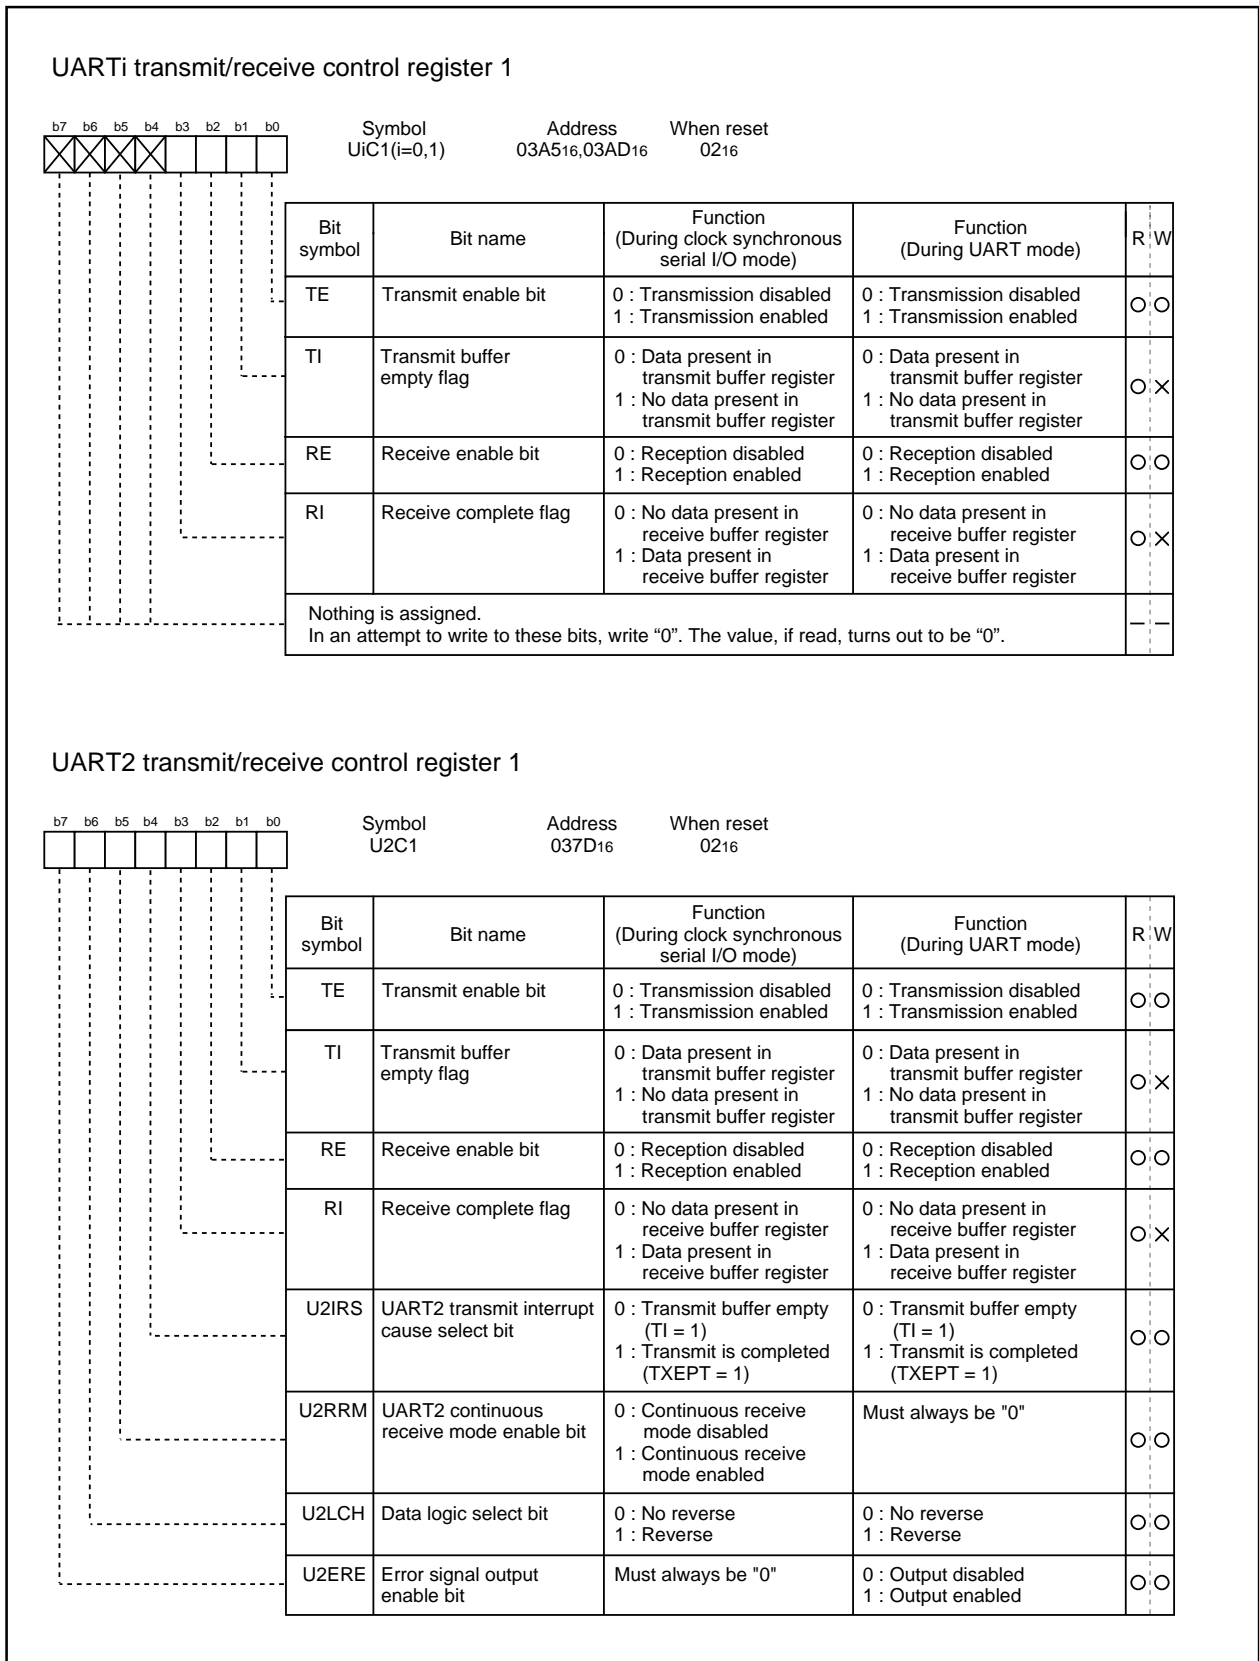 UARTi transmit/receive control register 1
b7 b6 b5 b4 b3 b2 b1 b0
Symbol Address When reset
UiC1(i=0,1) 03A516,03AD16 0216
Bit symbol Bit name Function (During clock synchronous serial I/O mode) Function (During UART mode) R W
TE Transmit enable bit 0 : Transmission disabled 0 : Transmission disabled
1 : Transmission enabled 1 : Transmission enabled
TI Transmit buffer 0 : Data present in 0 : Data present in
empty flag transmit buffer register transmit buffer register
1 : No data present in 1 : No data present in
transmit buffer register transmit buffer register
RE Receive enable bit 0 : Reception disabled 0 : Reception disabled
1 : Reception enabled 1 : Reception enabled
RI Receive complete flag 0 : No data present in 0 : No data present in
receive buffer register receive buffer register
1 : Data present in 1 : Data present in
receive buffer register receive buffer register
Nothing is assigned.
In an attempt to write to these bits, write “0”. The value, if read, turns out to be “0”.
UART2 transmit/receive control register 1
b7 b6 b5 b4 b3 b2 b1 b0
Symbol Address When reset
U2C1 037D16 0216
Bit symbol Bit name Function (During clock synchronous serial I/O mode) Function (During UART mode) R W
TE Transmit enable bit 0 : Transmission disabled 0 : Transmission disabled
1 : Transmission enabled 1 : Transmission enabled
TI Transmit buffer 0 : Data present in 0 : Data present in
empty flag transmit buffer register transmit buffer register
1 : No data present in 1 : No data present in
transmit buffer register transmit buffer register
RE Receive enable bit 0 : Reception disabled 0 : Reception disabled
1 : Reception enabled 1 : Reception enabled
RI Receive complete flag 0 : No data present in 0 : No data present in
receive buffer register receive buffer register
1 : Data present in 1 : Data present in
receive buffer register receive buffer register
U2IRS UART2 transmit interrupt 0 : Transmit buffer empty 0 : Transmit buffer empty
cause select bit (TI = 1) (TI = 1)
1 : Transmit is completed 1 : Transmit is completed
(TXEPT = 1) (TXEPT = 1)
U2RRM UART2 continuous 0 : Continuous receive Must always be "0"
receive mode enable bit mode disabled
1 : Continuous receive
mode enabled
U2LCH Data logic select bit 0 : No reverse 0 : No reverse
1 : Reverse 1 : Reverse
U2ERE Error signal output Must always be "0" 0 : Output disabled
enable bit 1 : Output enabled